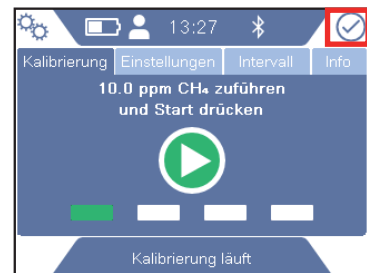 13:27
Kalibrierung Einstellungen Intervall Info
10.0 ppm CH₄ zuführen
und Start drücken
Kalibrierung läuft